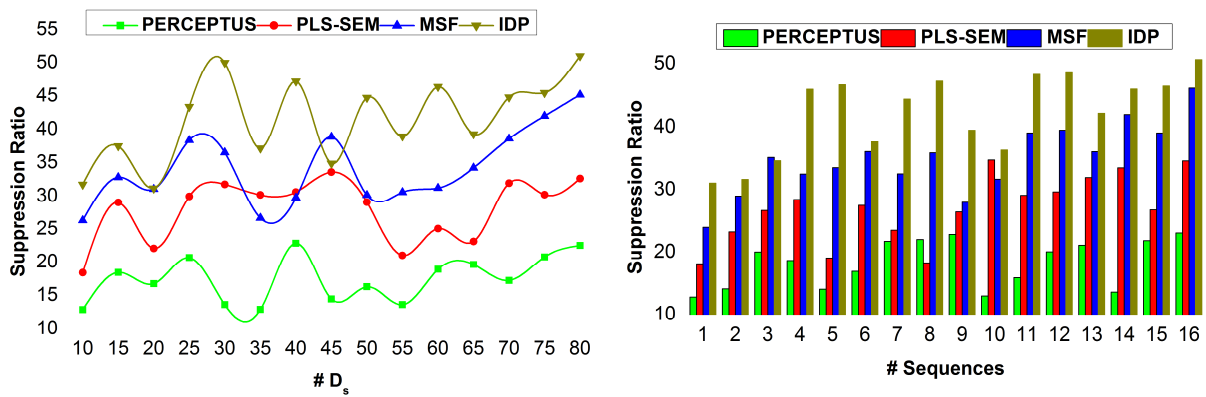 PERCEPTUS PLS-SEM MSF IDP
Suppression Ratio
55
50
45
40
35
30
25
20
15
10
10 15 20 25 30 35 40 45 50 55 60 65 70 75 80
# Ds
PERCEPTUS PLS-SEM MSF IDP
Suppression Ratio
50
40
30
20
10
1 2 3 4 5 6 7 8 9 10 11 12 13 14 15 16
# Sequences